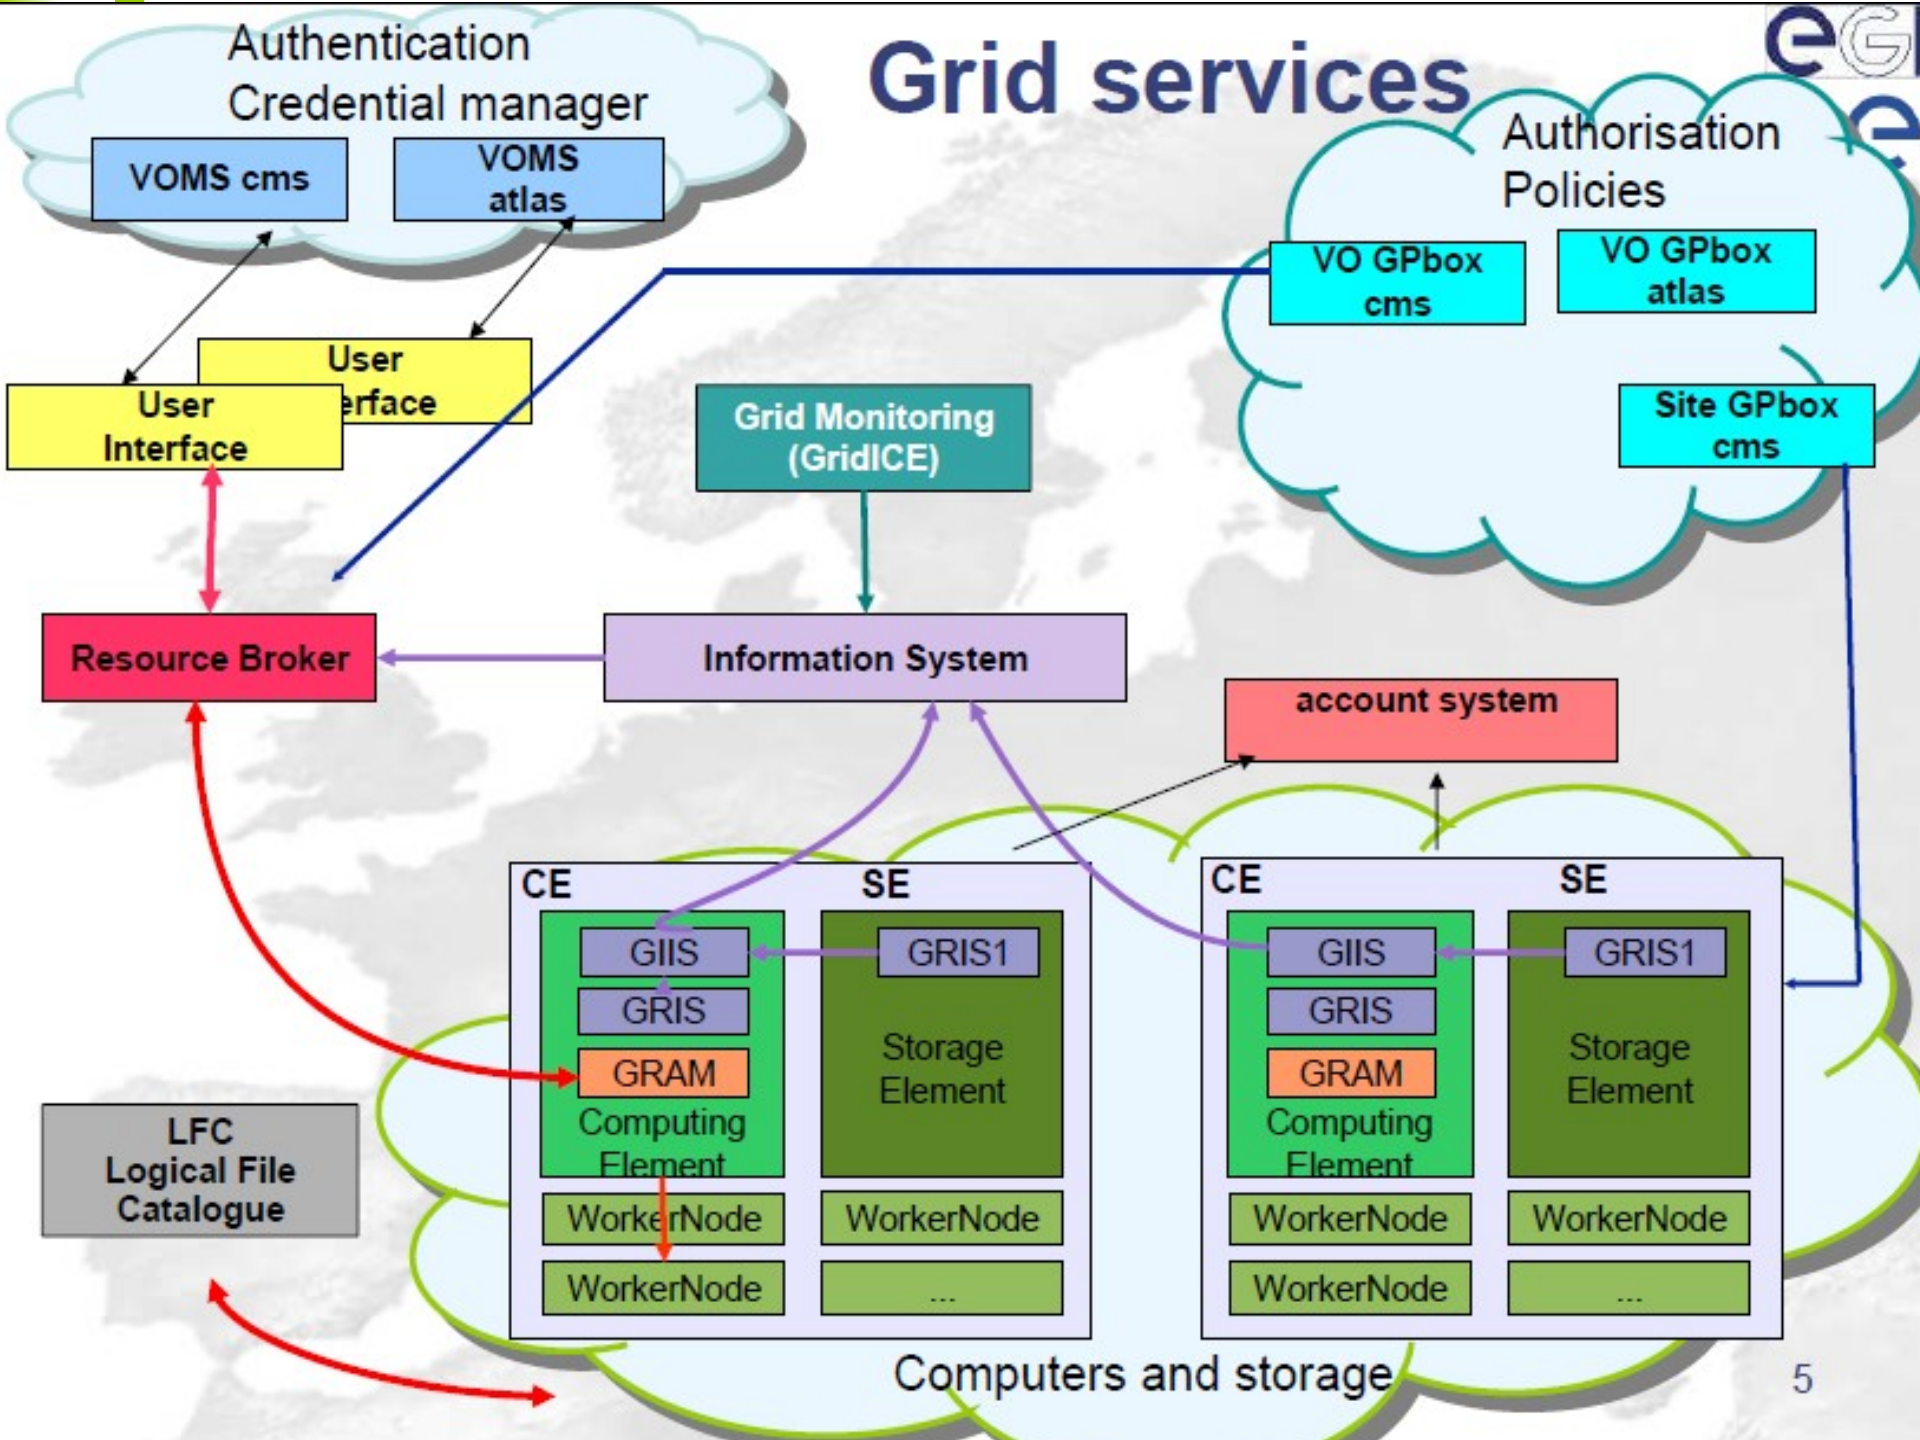 Grid services
Authentication
Credential manager
VOMS cms
VOMS
atlas
Authorisation
Policies
VO GPbox
cms
VO GPbox
atlas
Site GPbox
cms
User
erface
User
Interface
Grid Monitoring
(GridICE)
Resource Broker
Information System
account system
CE
SE
GIIS
GRIS1
GRIS
GRAM
Storage
Element
Computing
Element
WorkerNode
WorkerNode
WorkerNode
...
CE
SE
GIIS
GRIS1
GRIS
GRAM
Storage
Element
Computing
Element
WorkerNode
WorkerNode
WorkerNode
...
LFC
Logical File
Catalogue
Computers and storage
5